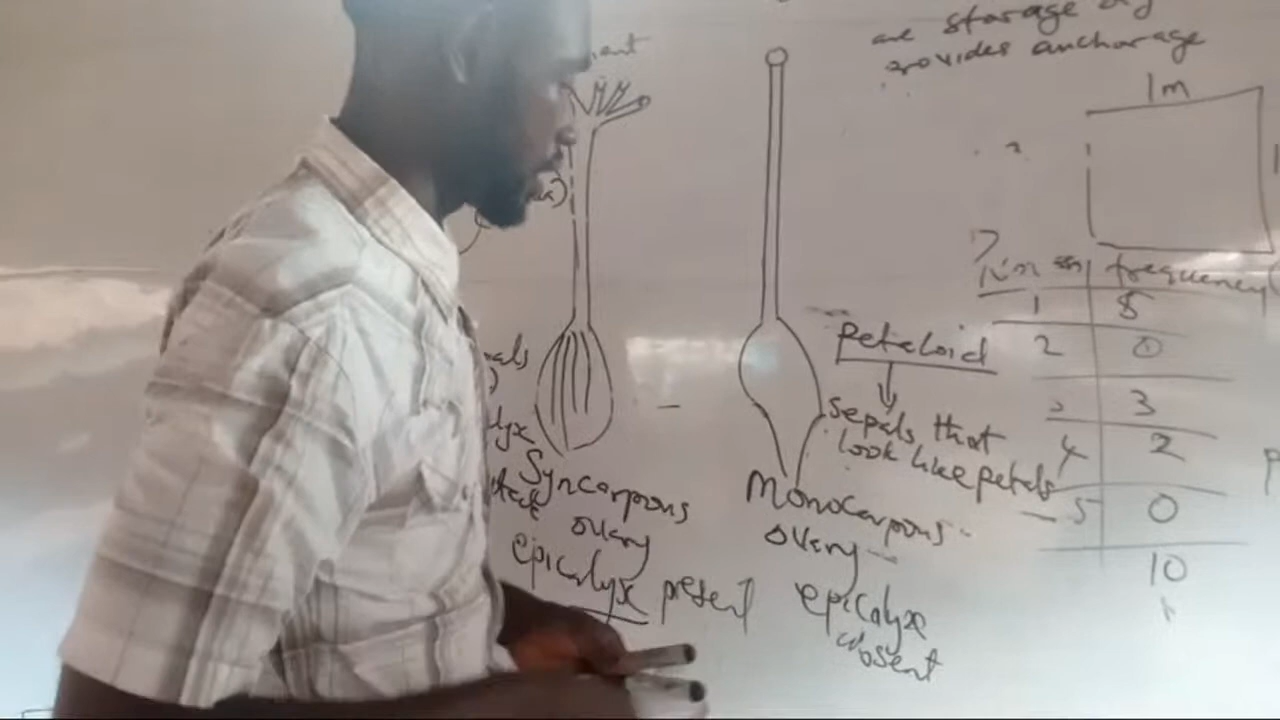 are storage
provides anchorage
1m
frequency
1 8
2 0
3
4 2
5 0
10
petaloid
sepals that
look like petals
Syncarpous
ovary
epicalyx present
Monocarpous
ovary
epicalyx
absent